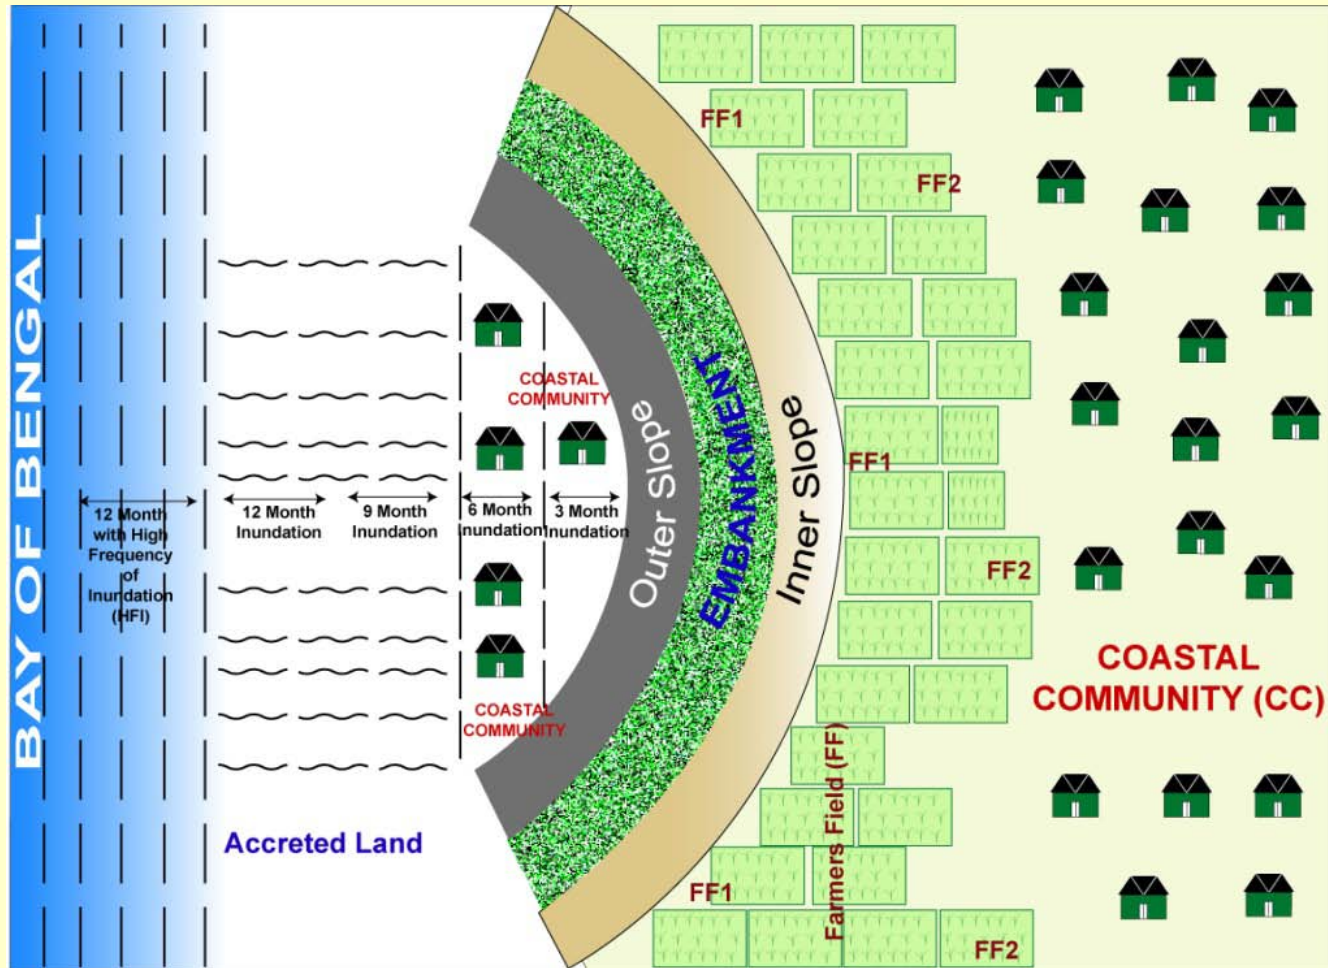 BAY OF BENGAL
12 Month
with High
Frequency
of
Inundation
(HFI)
12 Month
Inundation
9 Month
Inundation
6 Month
Inundation
3 Month
Inundation
COASTAL
COMMUNITY
COASTAL
COMMUNITY
Accreted Land
Outer Slope
EMBANKMENT
Inner Slope
FF1
FF2
FF1
FF2
Farmers Field (FF)
FF1
FF2
COASTAL
COMMUNITY (CC)